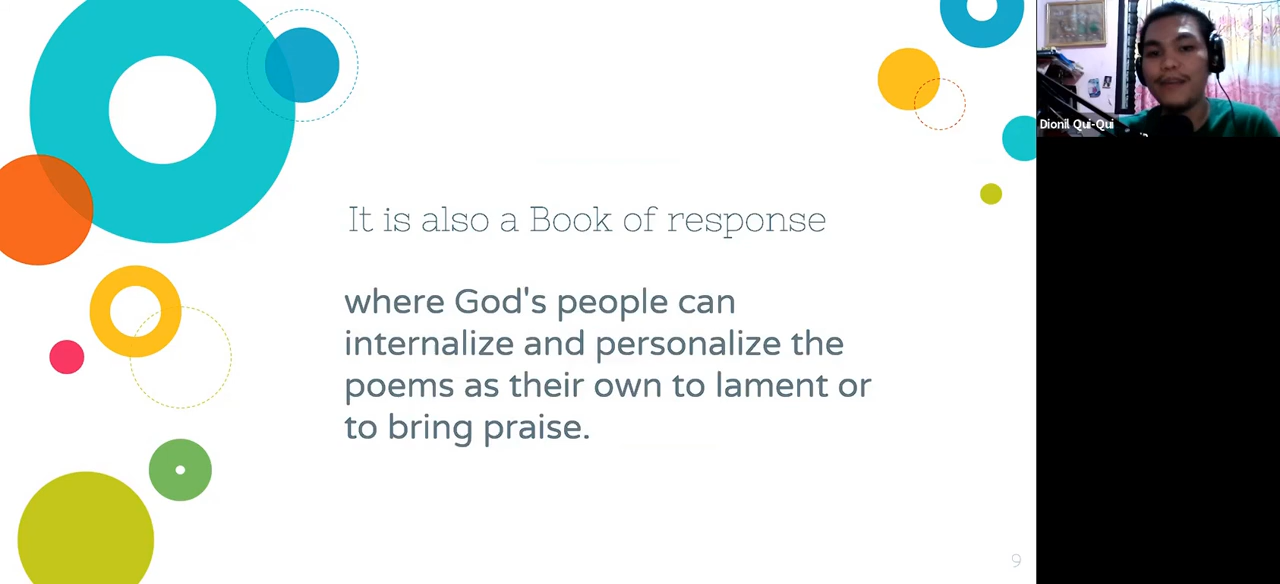 It is also a Book of response
where God's people can
internalize and personalize the
poems as their own to lament or
to bring praise.
9
Dionil Qui-Qui